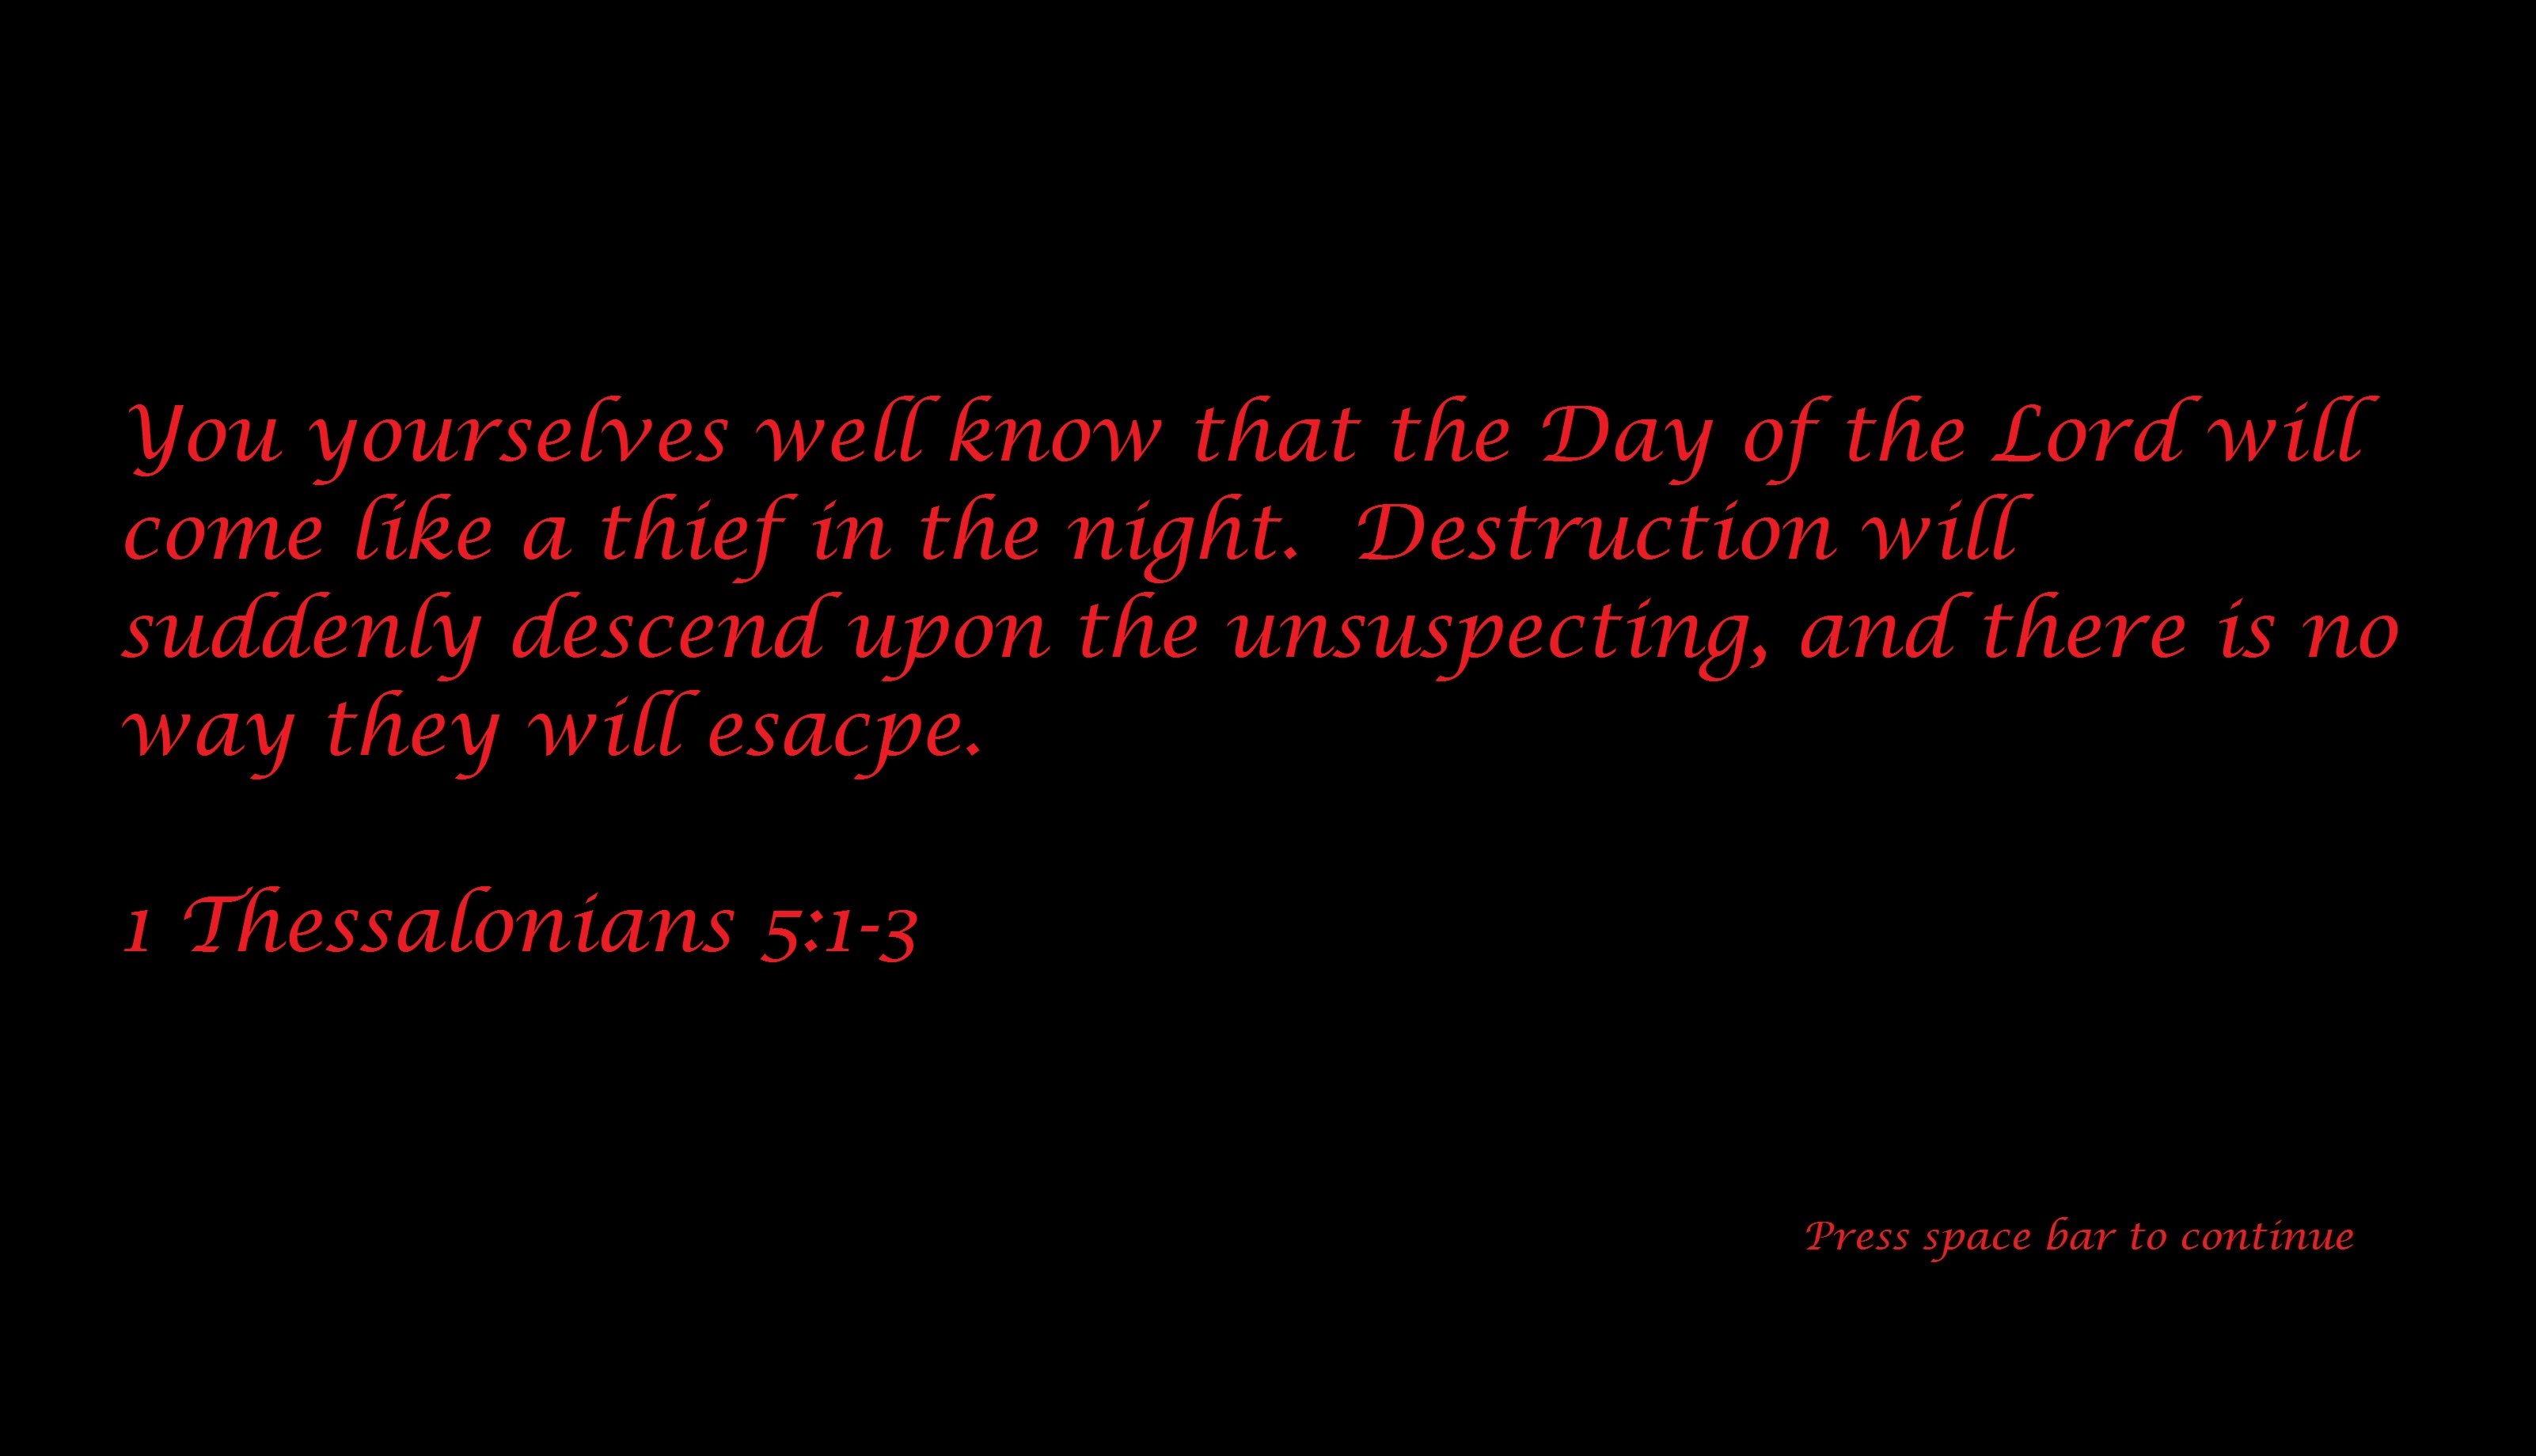 You yourselves well know that the Day of the Lord will
come like a thief in the night.  Destruction will
suddenly descend upon the unsuspecting, and there is no
way they will esacpe.
1 Thessalonians 5:1-3
Press space bar to continue